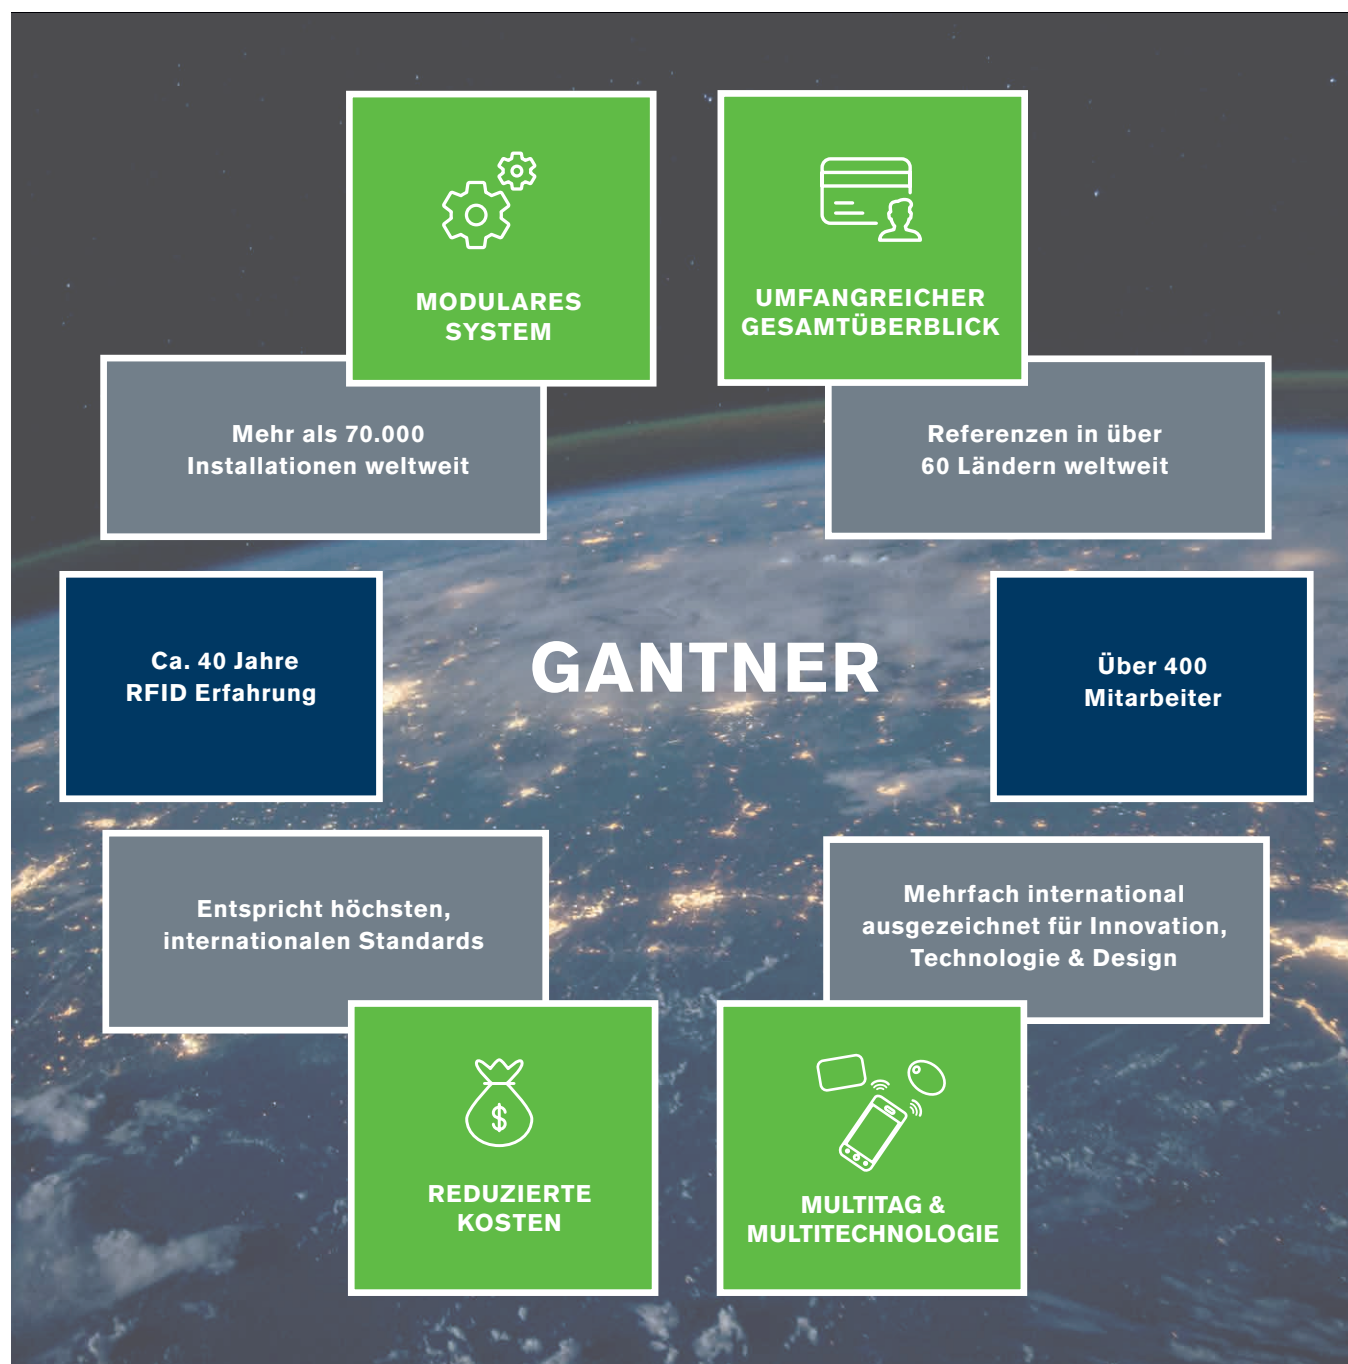 MODULARES
SYSTEM
UMFANGREICHER
GESAMTÜBERBLICK
Mehr als 70.000
Installationen weltweit
Referenzen in über
60 Ländern weltweit
Ca. 40 Jahre
RFID Erfahrung
GANTNER
Über 400
Mitarbeiter
Entspricht höchsten,
internationalen Standards
Mehrfach international
ausgezeichnet für Innovation,
Technologie & Design
$
REDUZIERTE
KOSTEN
MULTITAG &
MULTITECHNOLOGIE